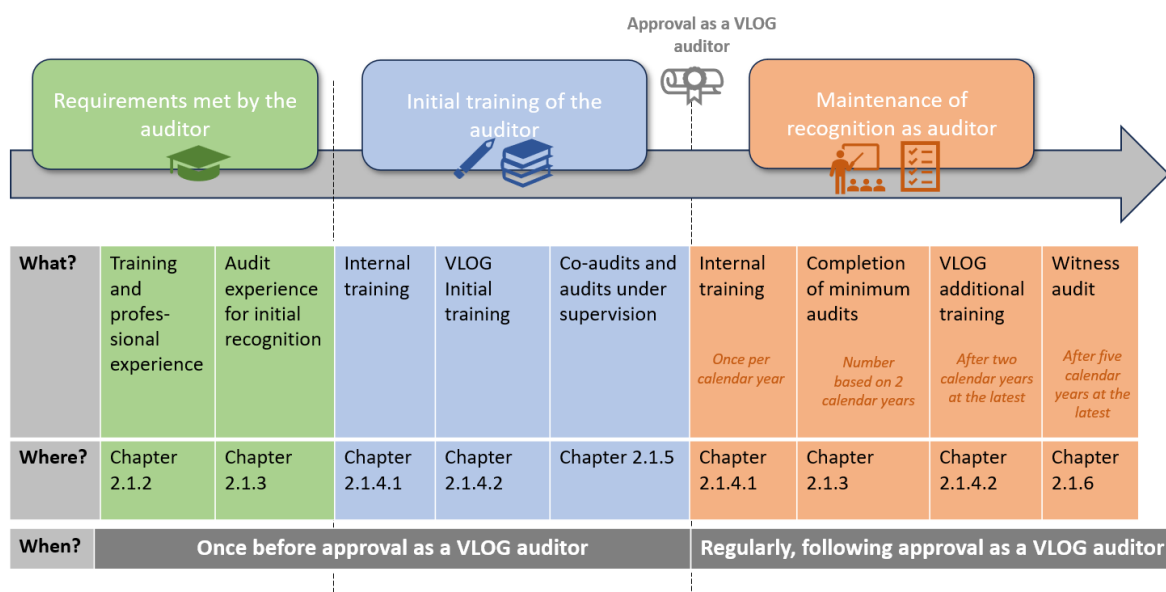 Approval as a VLOG
auditor
Requirements met by the
auditor
Initial training of the
auditor
Maintenance of
recognition as auditor
What?
Training
and
profes-
sional
experience
Audit
experience
for initial
recognition
Internal
training
VLOG
Initial
training
Co-audits and
audits under
supervision
Internal
training
Once per
calendar year
Completion
of minimum
audits
Number
based on 2
calendar years
VLOG
additional
training
After two
calendar years
at the latest
Witness
audit
After five
calendar
years at the
latest
Where?
Chapter
2.1.2
Chapter
2.1.3
Chapter
2.1.4.1
Chapter
2.1.4.2
Chapter 2.1.5
Chapter
2.1.4.1
Chapter
2.1.3
Chapter
2.1.4.2
Chapter
2.1.6
When?
Once before approval as a VLOG auditor
Regularly, following approval as a VLOG auditor